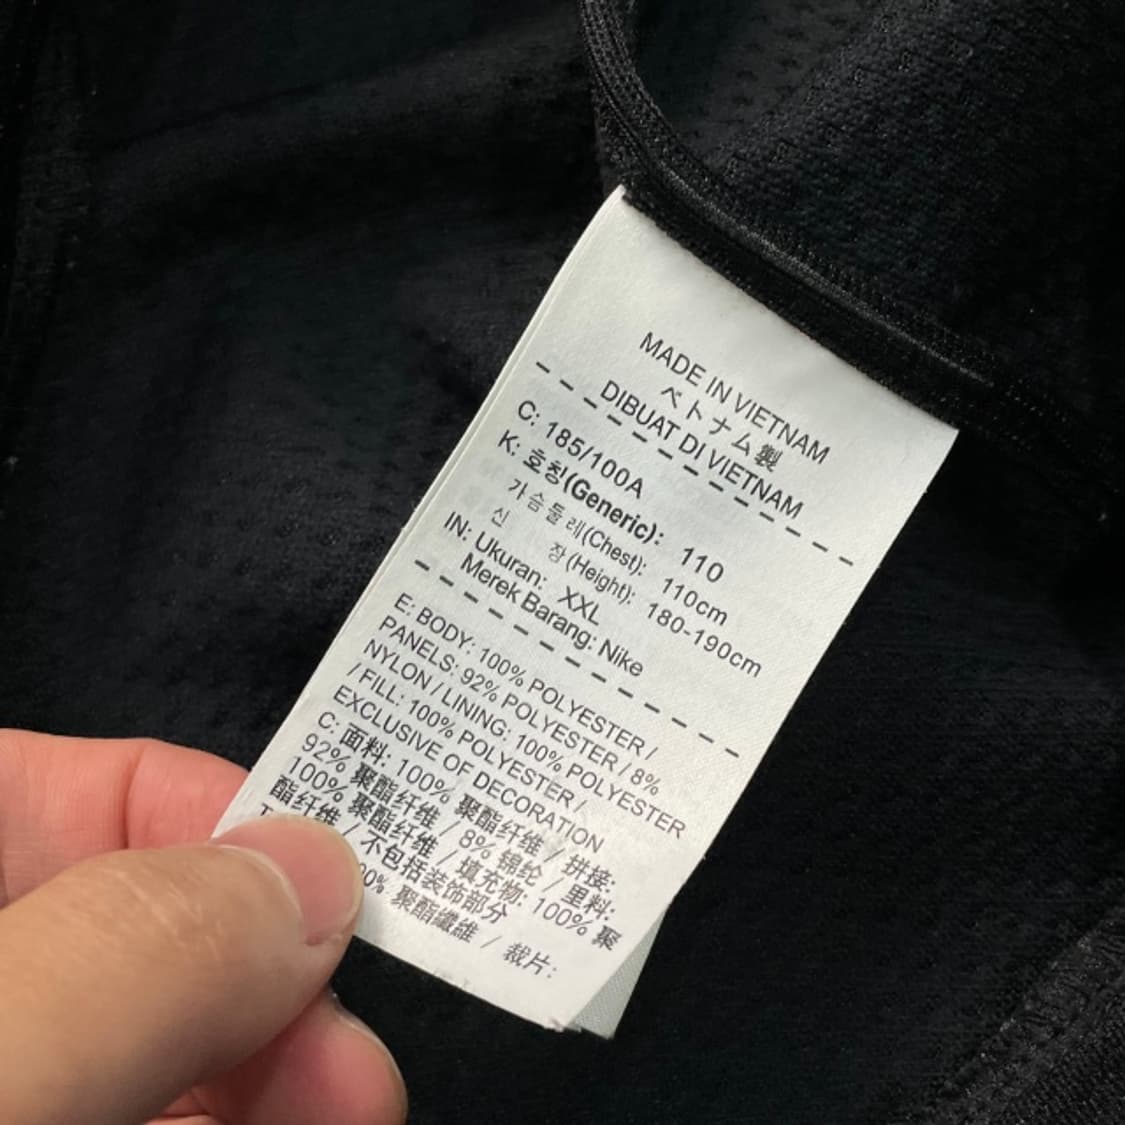 MADE IN VIETNAM
ベトナム製
DIBUAT DI VIETNAM
C: 185/100A
K: 호칭(Generic): 110
가슴둘레(Chest): 110cm
신 장(Height): 180-190cm
IN: Ukuran: XXL
Merek Barang: Nike
E: BODY: 100% POLYESTER /
PANELS: 92% POLYESTER / 8%
NYLON / LINING: 100% POLYESTER
/ FILL: 100% POLYESTER /
EXCLUSIVE OF DECORATION
C: 面料: 100% 聚酯纤维 / 拼接:
92% 聚酯纤维 / 8% 锦纶 / 里料:
100% 聚酯纤维 / 填充物: 100% 聚
酯纤维 / 不包括装饰部分
聚酯纖維 / 裁片: